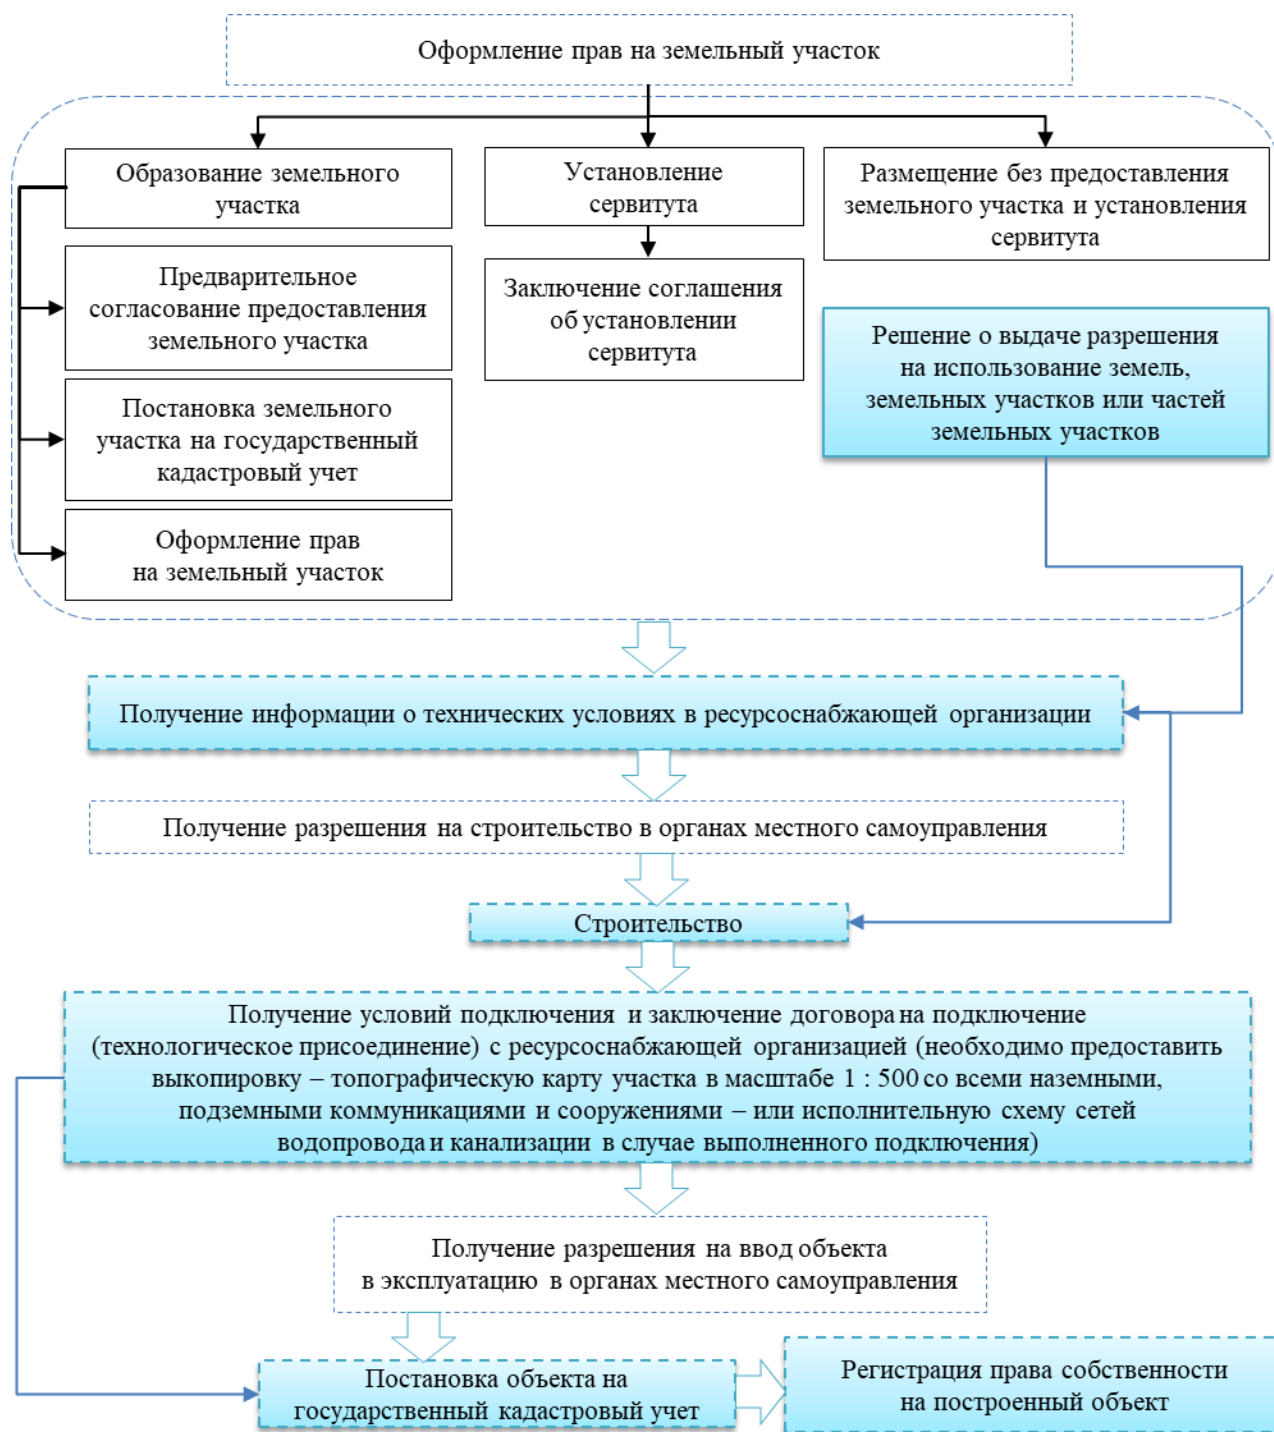 Оформление прав на земельный участок
Образование земельного
участка
Установление
сервитута
Размещение без предоставления
земельного участка и установления
сервитута
Предварительное
согласование предоставления
земельного участка
Заключение соглашения
об установлении
сервитута
Решение о выдаче разрешения
на использование земель,
земельных участков или частей
земельных участков
Постановка земельного
участка на государственный
кадастровый учет
Оформление прав
на земельный участок
Получение информации о технических условиях в ресурсоснабжающей организации
Получение разрешения на строительство в органах местного самоуправления
Строительство
Получение условий подключения и заключение договора на подключение
(технологическое присоединение) с ресурсоснабжающей организацией (необходимо предоставить
выкопировку – топографическую карту участка в масштабе 1 : 500 со всеми наземными,
подземными коммуникациями и сооружениями – или исполнительную схему сетей
водопровода и канализации в случае выполненного подключения)
Получение разрешения на ввод объекта
в эксплуатацию в органах местного самоуправления
Постановка объекта на
государственный кадастровый учет
Регистрация права собственности
на построенный объект